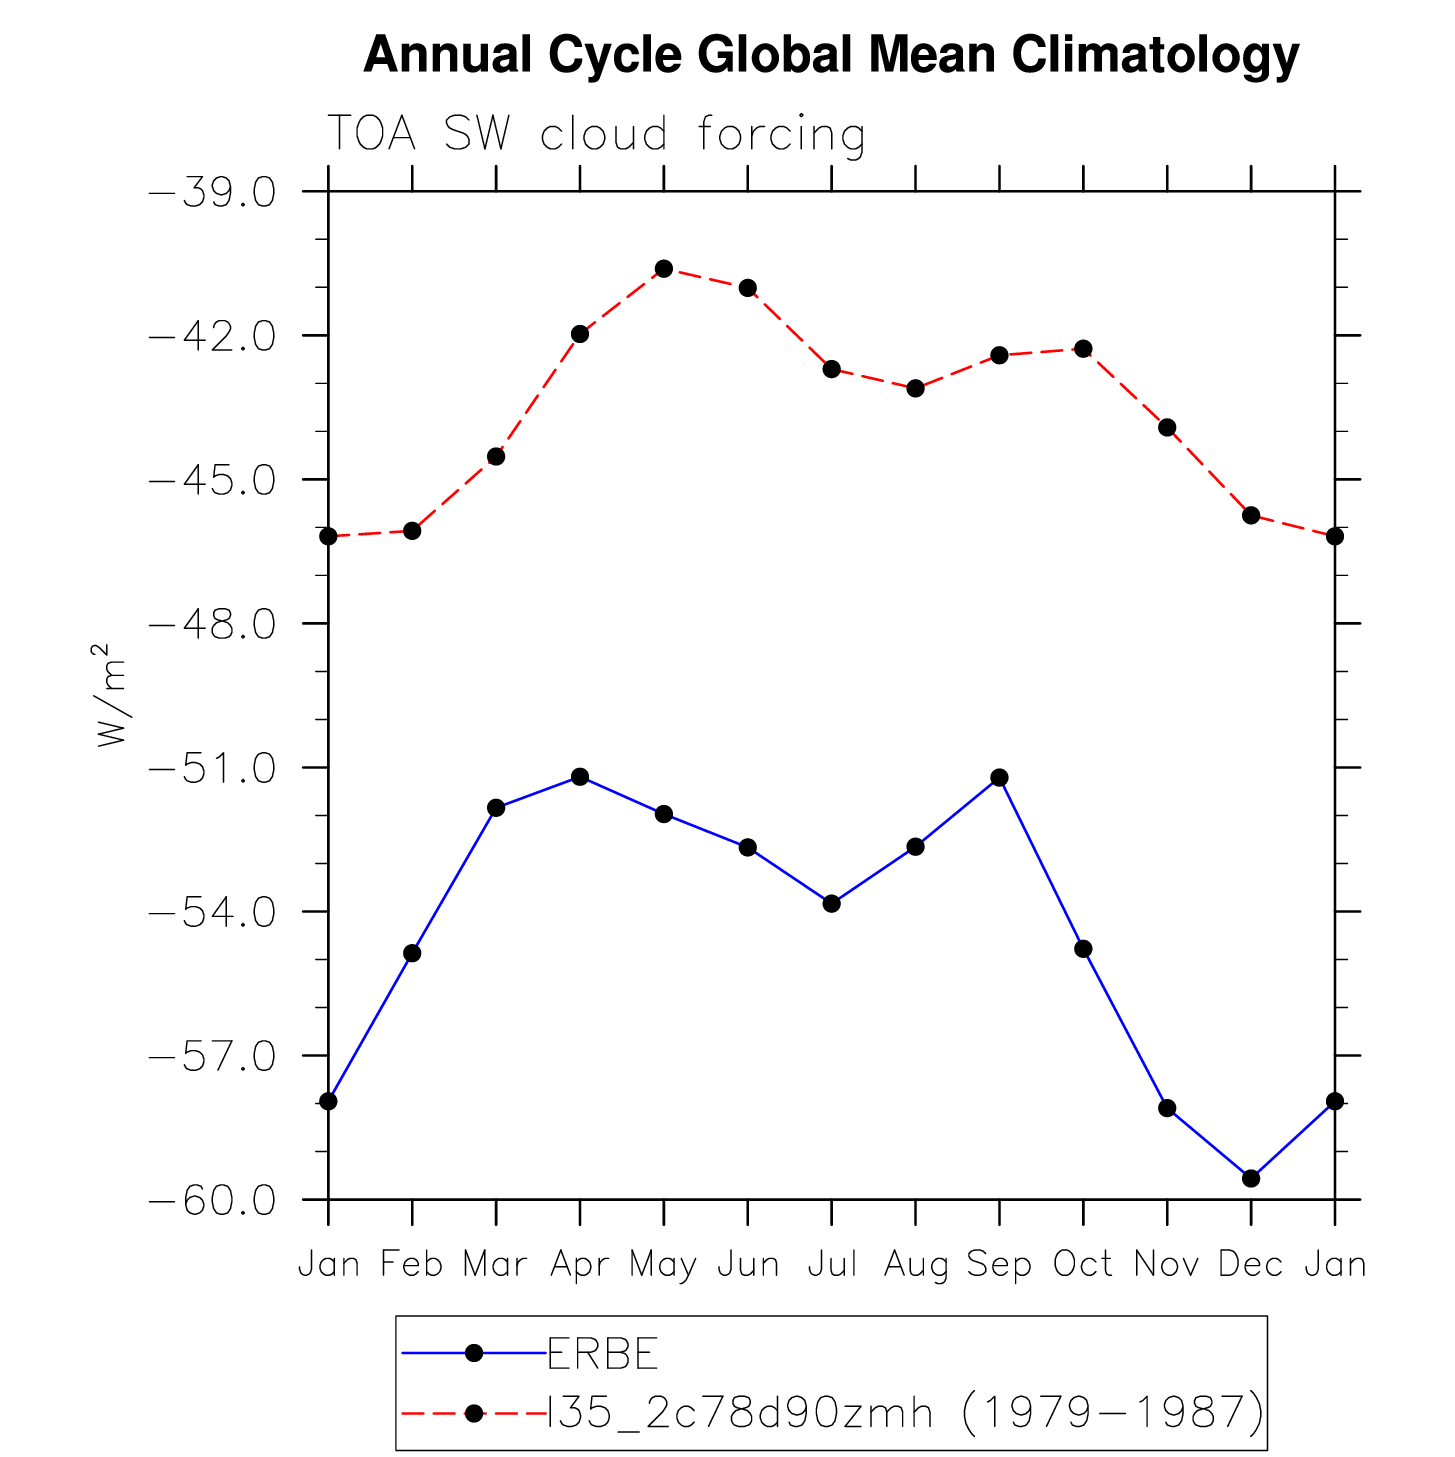 Annual Cycle Global Mean Climatology
TOA SW cloud forcing
−39.0
−42.0
−45.0
−48.0
−51.0
−54.0
−57.0
−60.0
W/m²
Jan Feb Mar Apr May Jun Jul Aug Sep Oct Nov Dec Jan
ERBE
I35_2c78d90zmh (1979−1987)